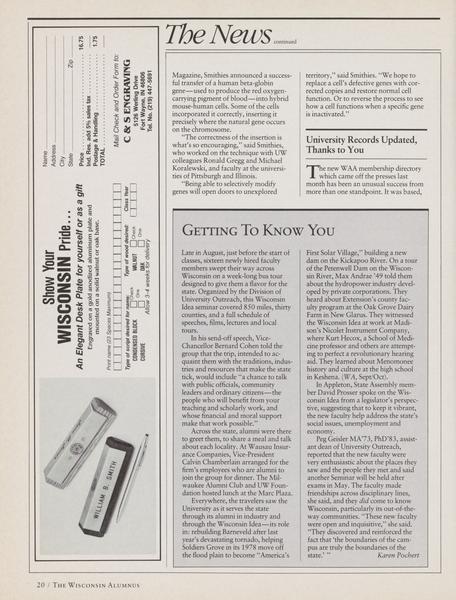 The News continued
Magazine, Smithies announced a success-
ful transfer of a human beta-globin
gene—used to produce the red oxygen-
carrying pigment of blood—into hybrid
mouse-human cells. Some of the cells
incorporated it correctly, inserting it
precisely where the natural gene occurs
on the chromosome.
"The correctness of the insertion is
what's so encouraging," said Smithies,
who worked on the technique with UW
colleagues Ronald Gregg and Michael
Koralewski, and faculty at the universi-
ties of Pittsburgh and Illinois.
"Being able to selectively modify
genes will open doors to unexplored
territory," said Smithies. "We hope to
replace a cell's defective genes with cor-
rected copies and restore normal cell
function. Or to reverse the process to see
how a cell functions when a specific gene
is inactivated."
University Records Updated,
Thanks to You
The new WAA membership directory
which came off the presses last
month has been an unusual success from
more than one standpoint. It was based,
GETTING TO KNOW YOU
Late in August, just before the start of
classes, sixteen newly hired faculty
members swept their way across
Wisconsin on a week-long bus tour
designed to give them a flavor for the
state. Organized by the Division of
University Outreach, this Wisconsin
Idea seminar covered 850 miles, thirty
counties, and a full schedule of
speeches, films, lectures and local
tours.
In his send-off speech, Vice-
Chancellor Bernard Cohen told the
group that the trip, intended to ac-
quaint them with the traditions, indus-
tries and resources that make the state
tick, would include "a chance to talk
with public officials, community
leaders and ordinary citizens—the
people who will benefit from your
teaching and scholarly work, and
whose financial and moral support
make that work possible."
Across the state, alumni were there
to greet them, to share a meal and talk
about each locality. At Wausau Insur-
ance Companies, Vice-President
Calvin Chamberlain arranged for the
firm's employees who are alumni to
join the group for dinner. The Mil-
waukee Alumni Club and UW Foun-
dation hosted lunch at the Marc Plaza.
Everywhere, the travelers saw the
University as it serves the state
through its alumni in industry and
through the Wisconsin Idea—its role
in: rebuilding Barneveld after last
year's devastating tornado, helping
Soldiers Grove in its 1978 move off
the flood plain to become "America's
First Solar Village," building a new
dam on the Kickapoo River. On a tour
of the Petenwell Dam on the Wiscon-
sin River, Max Andrae '49 told them
about the hydropower industry devel-
oped by private corporations. They
heard about Extension's county fac-
ulty program at the Oak Grove Dairy
Farm in New Glarus. They witnessed
the Wisconsin Idea at work at Madi-
son's Nicolet Instrument Company,
where Kurt Hecox, a School of Medi-
cine professor and others are attempt-
ing to perfect a revolutionary hearing
aid. They learned about Menomonee
history and culture at the high school
in Keshena. (WA, Sept/Oct).
In Appleton, State Assembly mem-
ber David Prosser spoke on the Wis-
consin Idea from a legislator's perspec-
tive, suggesting that to keep it vibrant,
the new faculty help address the state's
social issues, unemployment and
economy.
Peg Geisler MA'73, PhD'83, assist-
ant dean of University Outreach,
reported that the new faculty were
very enthusiastic about the places they
saw and the people they met and said
another Seminar will be held after
exams in May. The faculty made
friendships across disciplinary lines,
she said, and they did come to know
Wisconsin, particularly its out-of-the-
way communities. "These new faculty
were open and inquisitive," she said.
"They discovered and reinforced the
fact that 'the boundaries of the cam-
pus are truly the boundaries of the
state.' "
Karen Pochert
Show Your
WISCONSIN Pride...
An Elegant Desk Plate for yourself or as a gift
Engraved on a gold anodized aluminum plate and
mounted on a solid walnut or oak base.
Print name (23 Spaces Maximum)
Class Year
Type of script desired for name:
Check One
CONDENSED BLOCK
CURSIVE
Type of wood desired:
Check One
WALNUT
OAK
Allow 3-4 weeks for delivery
Name
Address
City
State Zip
Price 16.75
Ind. Res. add 5% sales tax
Postage & Handling 1.75
TOTAL
Mail Check and Order Form to:
C & S ENGRAVING
5126 Werling Drive
Fort Wayne, IN 46806
Tel. No. (219) 447-5691
WILLIAM B. SMITH
20 / THE WISCONSIN ALUMNUS